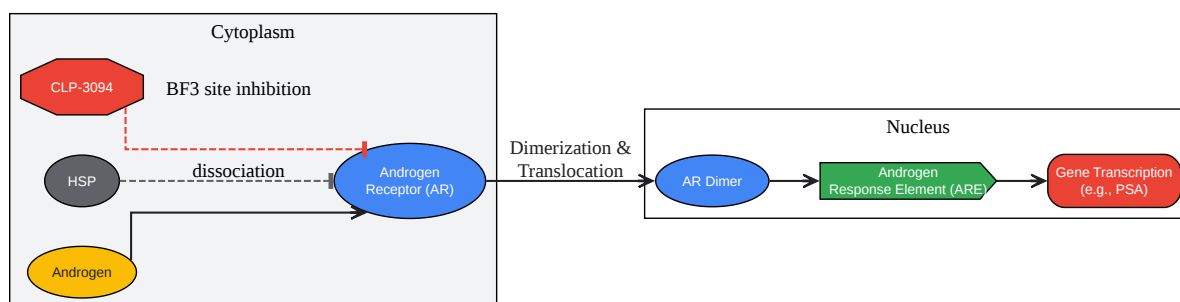 Cytoplasm
CLP-3094
BF3 site inhibition
HSP
dissociation
Androgen
Receptor (AR)
Androgen
Dimerization &
Translocation
Nucleus
AR Dimer
Androgen
Response Element (ARE)
Gene Transcription
(e.g., PSA)